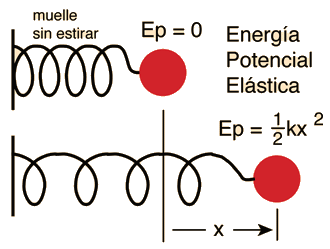 muelle
sin estirar
Ep = 0
Energía
Potencial
Elástica
Ep = ½kx²
x